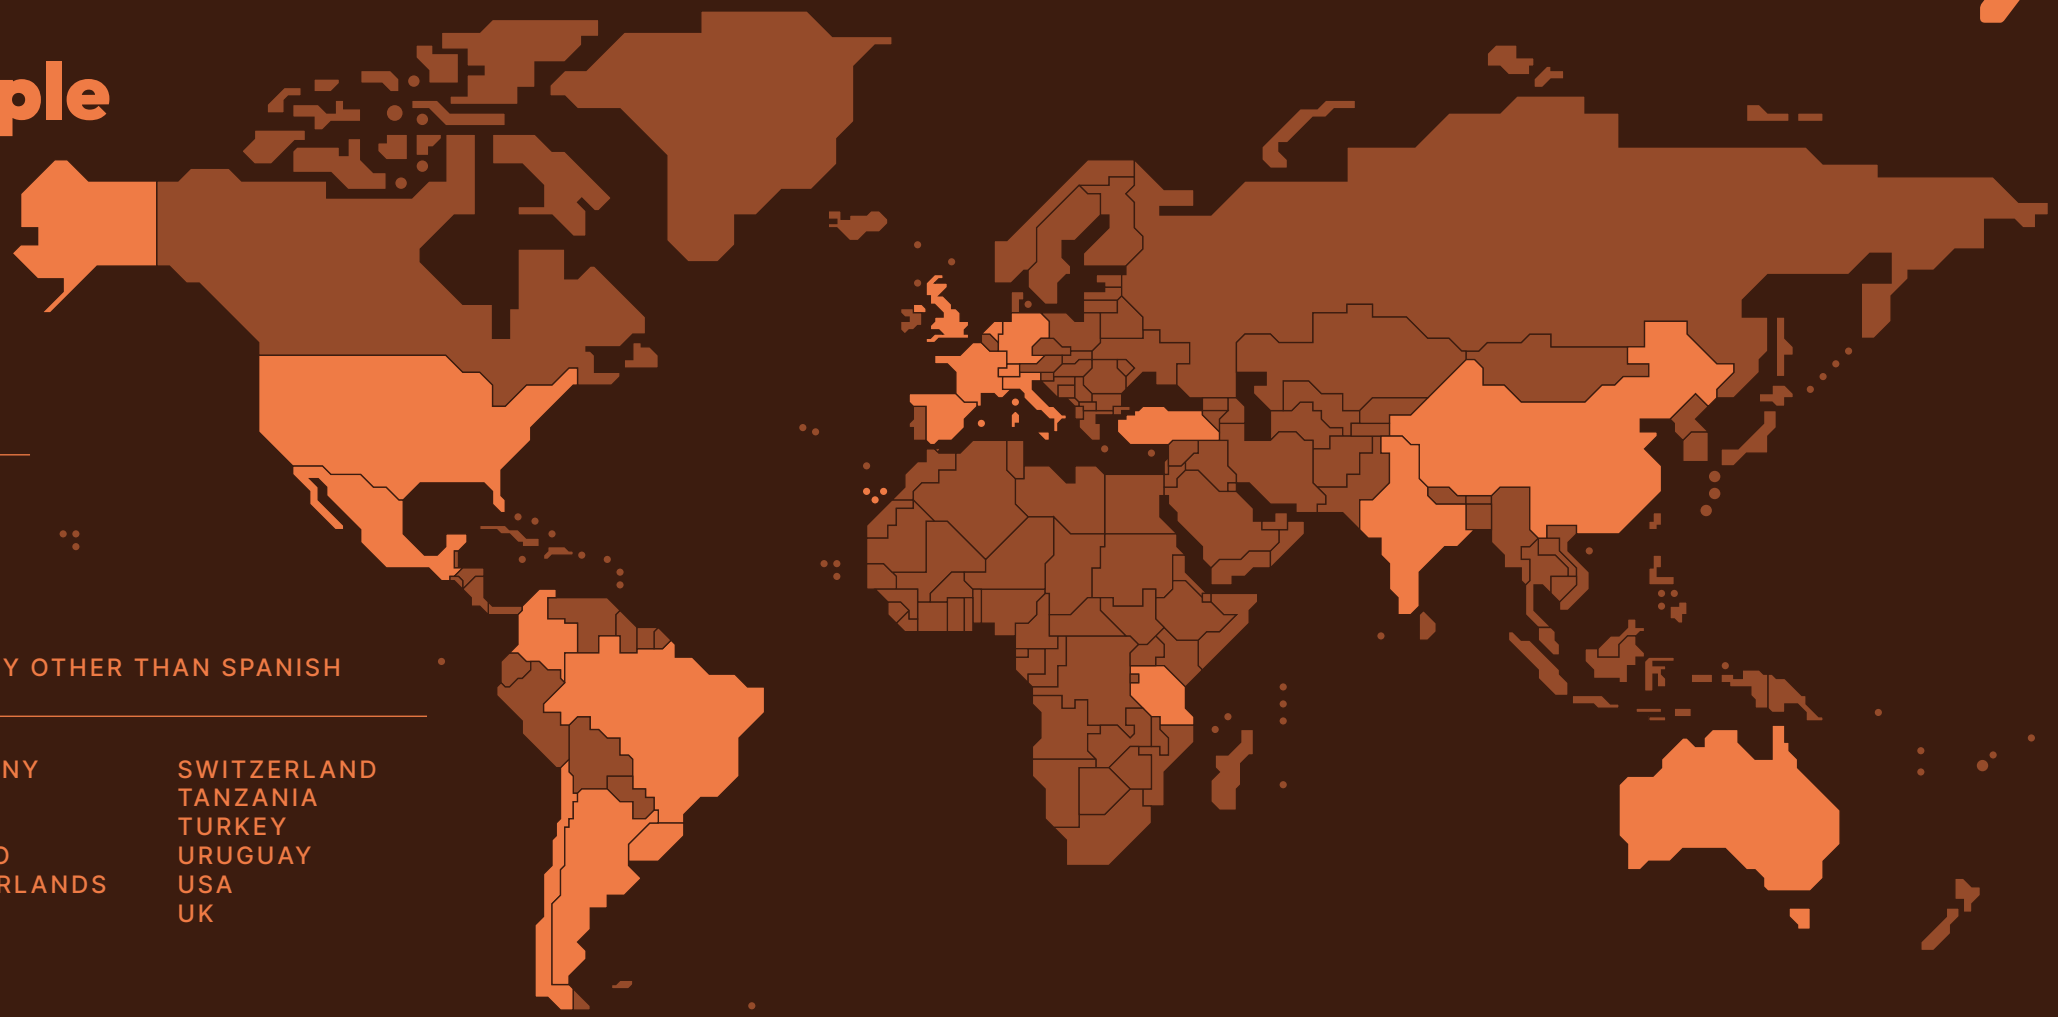 ple
Y OTHER THAN SPANISH
NY
O
RLANDS
SWITZERLAND
TANZANIA
TURKEY
URUGUAY
USA
UK